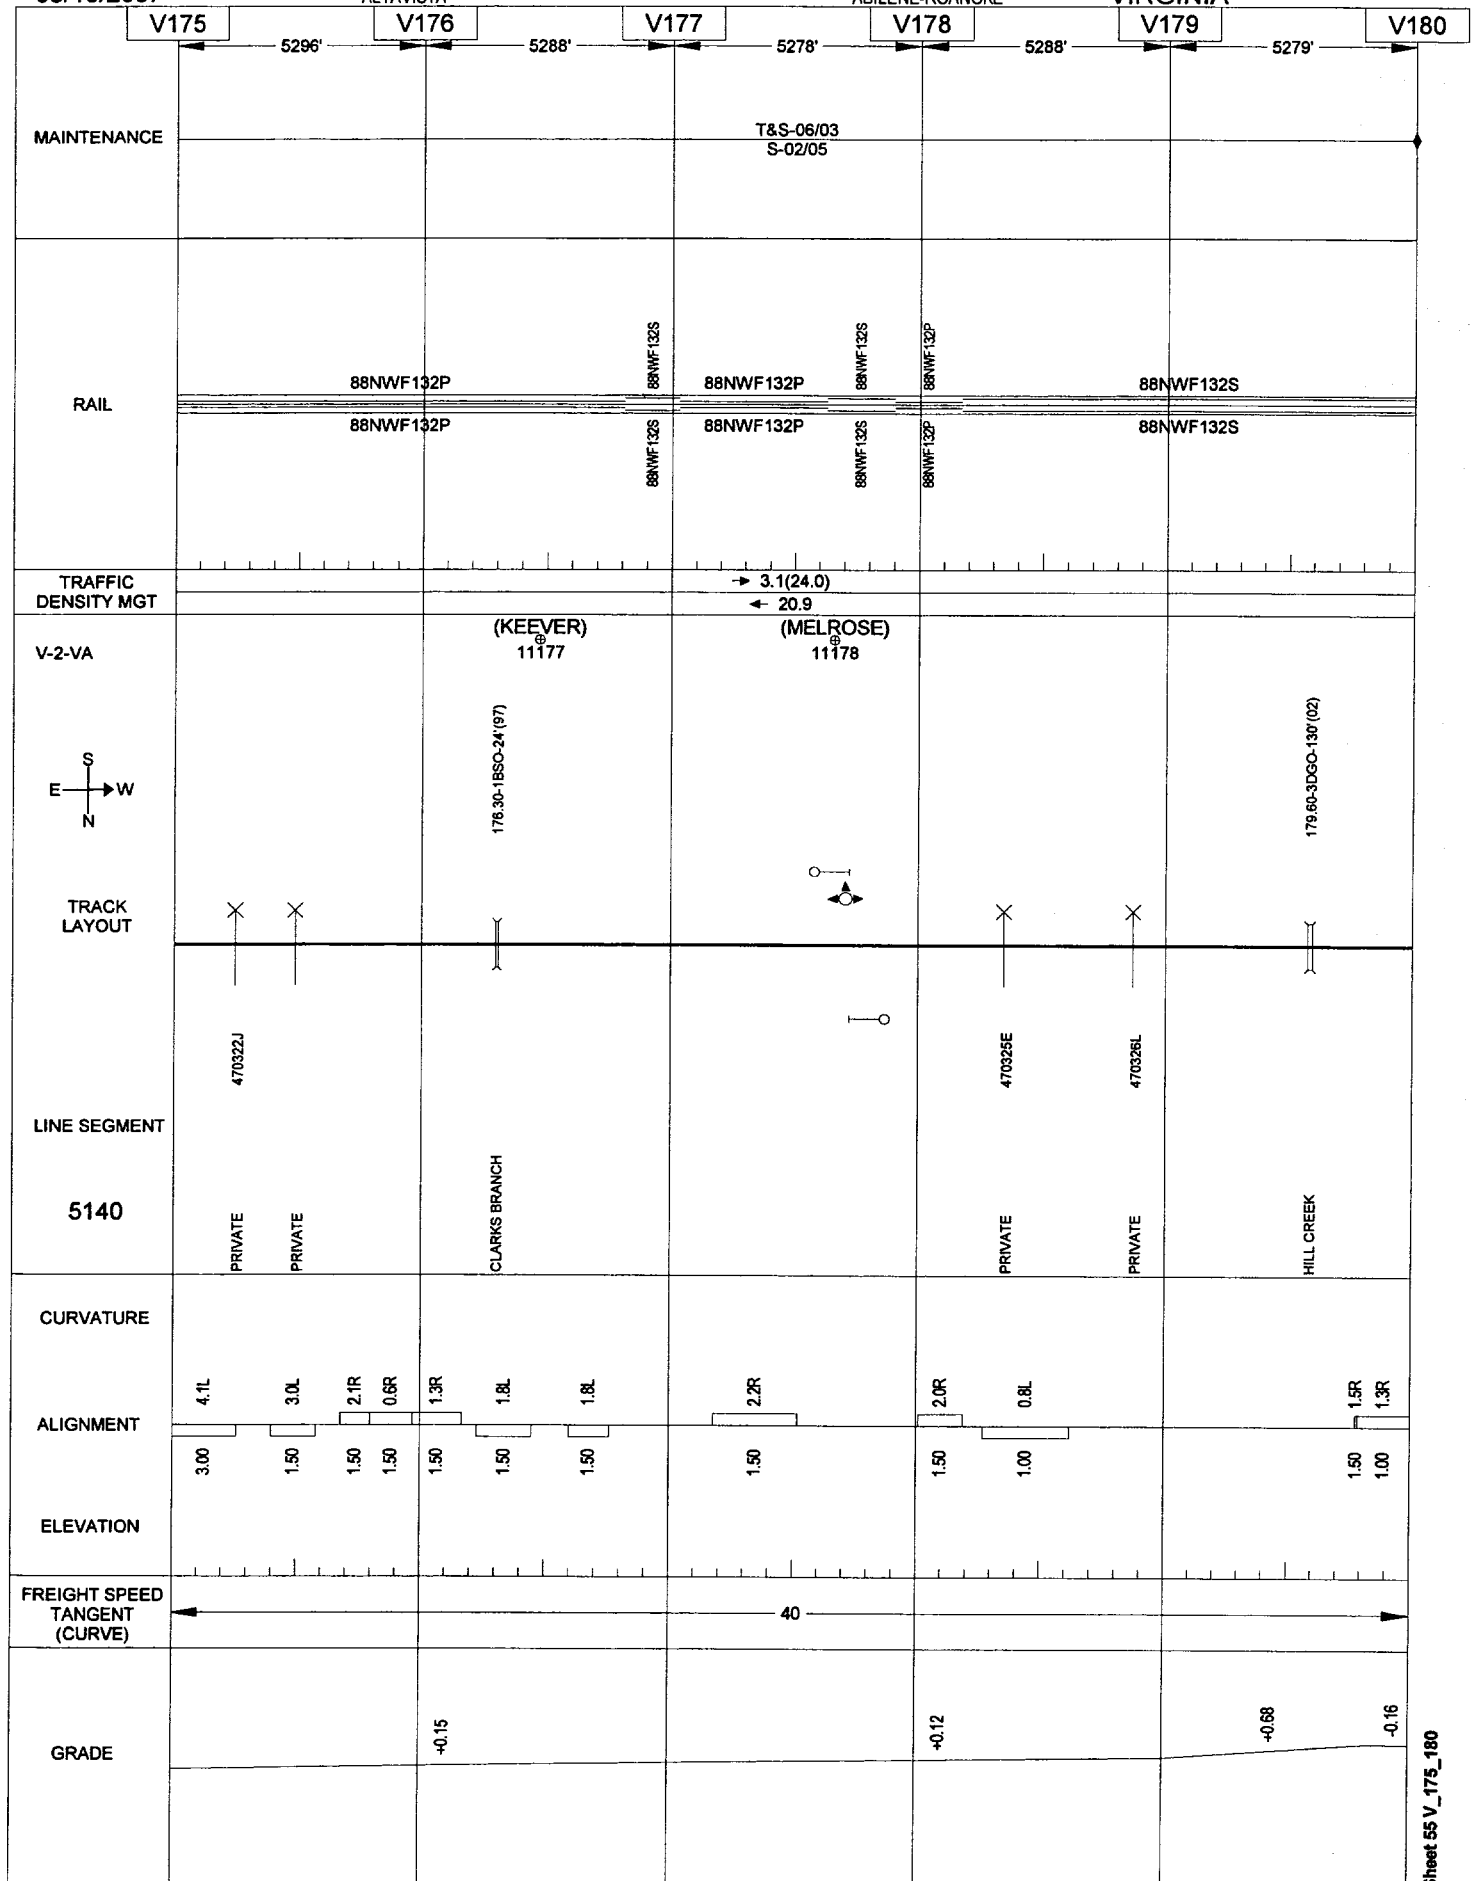 ALTAVISTA ABILENE-ROANOKE VIRGINIA
V175 V176 V177 V178 V179 V180
5296' 5288' 5278' 5288' 5279'
MAINTENANCE
T&S-06/03
S-02/05
RAIL
88NWF132P 88NWF132S 88NWF132P 88NWF132S 88NWF132P 88NWF132S
88NWF132P 88NWF132S 88NWF132P 88NWF132S 88NWF132P 88NWF132S
TRAFFIC
DENSITY MGT
3.1(24.0)
20.9
V-2-VA
(KEEVER)
11177
(MELROSE)
11178
S
E W
N
176.30-1BSO-24'(97)
179.60-3DGO-130'(02)
TRACK
LAYOUT
470322J
470325E
470326L
LINE SEGMENT
5140
PRIVATE
PRIVATE
CLARKS BRANCH
PRIVATE
PRIVATE
HILL CREEK
CURVATURE
4.1L 3.0L 2.1R 0.6R 1.3R 1.8L 1.8L 2.2R 2.0R 0.8L 1.5R 1.3R
ALIGNMENT
3.00 1.50 1.50 1.50 1.50 1.50 1.50 1.50 1.50 1.00 1.50 1.00
ELEVATION
FREIGHT SPEED
TANGENT
(CURVE)
40
GRADE
+0.15 +0.12 +0.68 -0.16
Sheet 55 V_175_180